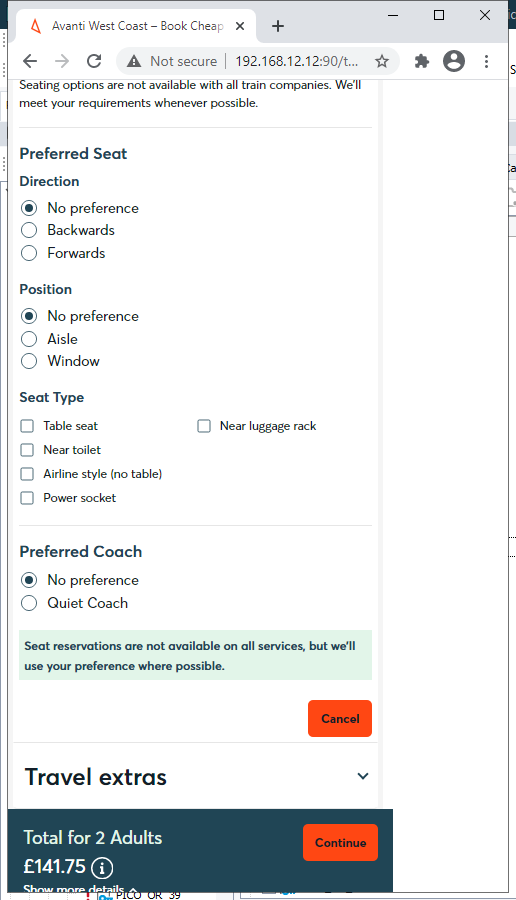 Avanti West Coast – Book Cheap
Not secure
192.168.12.12:90/t...
Seating options are not available with all train companies. We'll
meet your requirements whenever possible.
Preferred Seat
Direction
No preference
Backwards
Forwards
Position
No preference
Aisle
Window
Seat Type
Table seat
Near luggage rack
Near toilet
Airline style (no table)
Power socket
Preferred Coach
No preference
Quiet Coach
Seat reservations are not available on all services, but we'll
use your preference where possible.
Cancel
Travel extras
Total for 2 Adults
Continue
£141.75
Show more details
PICO OR 39